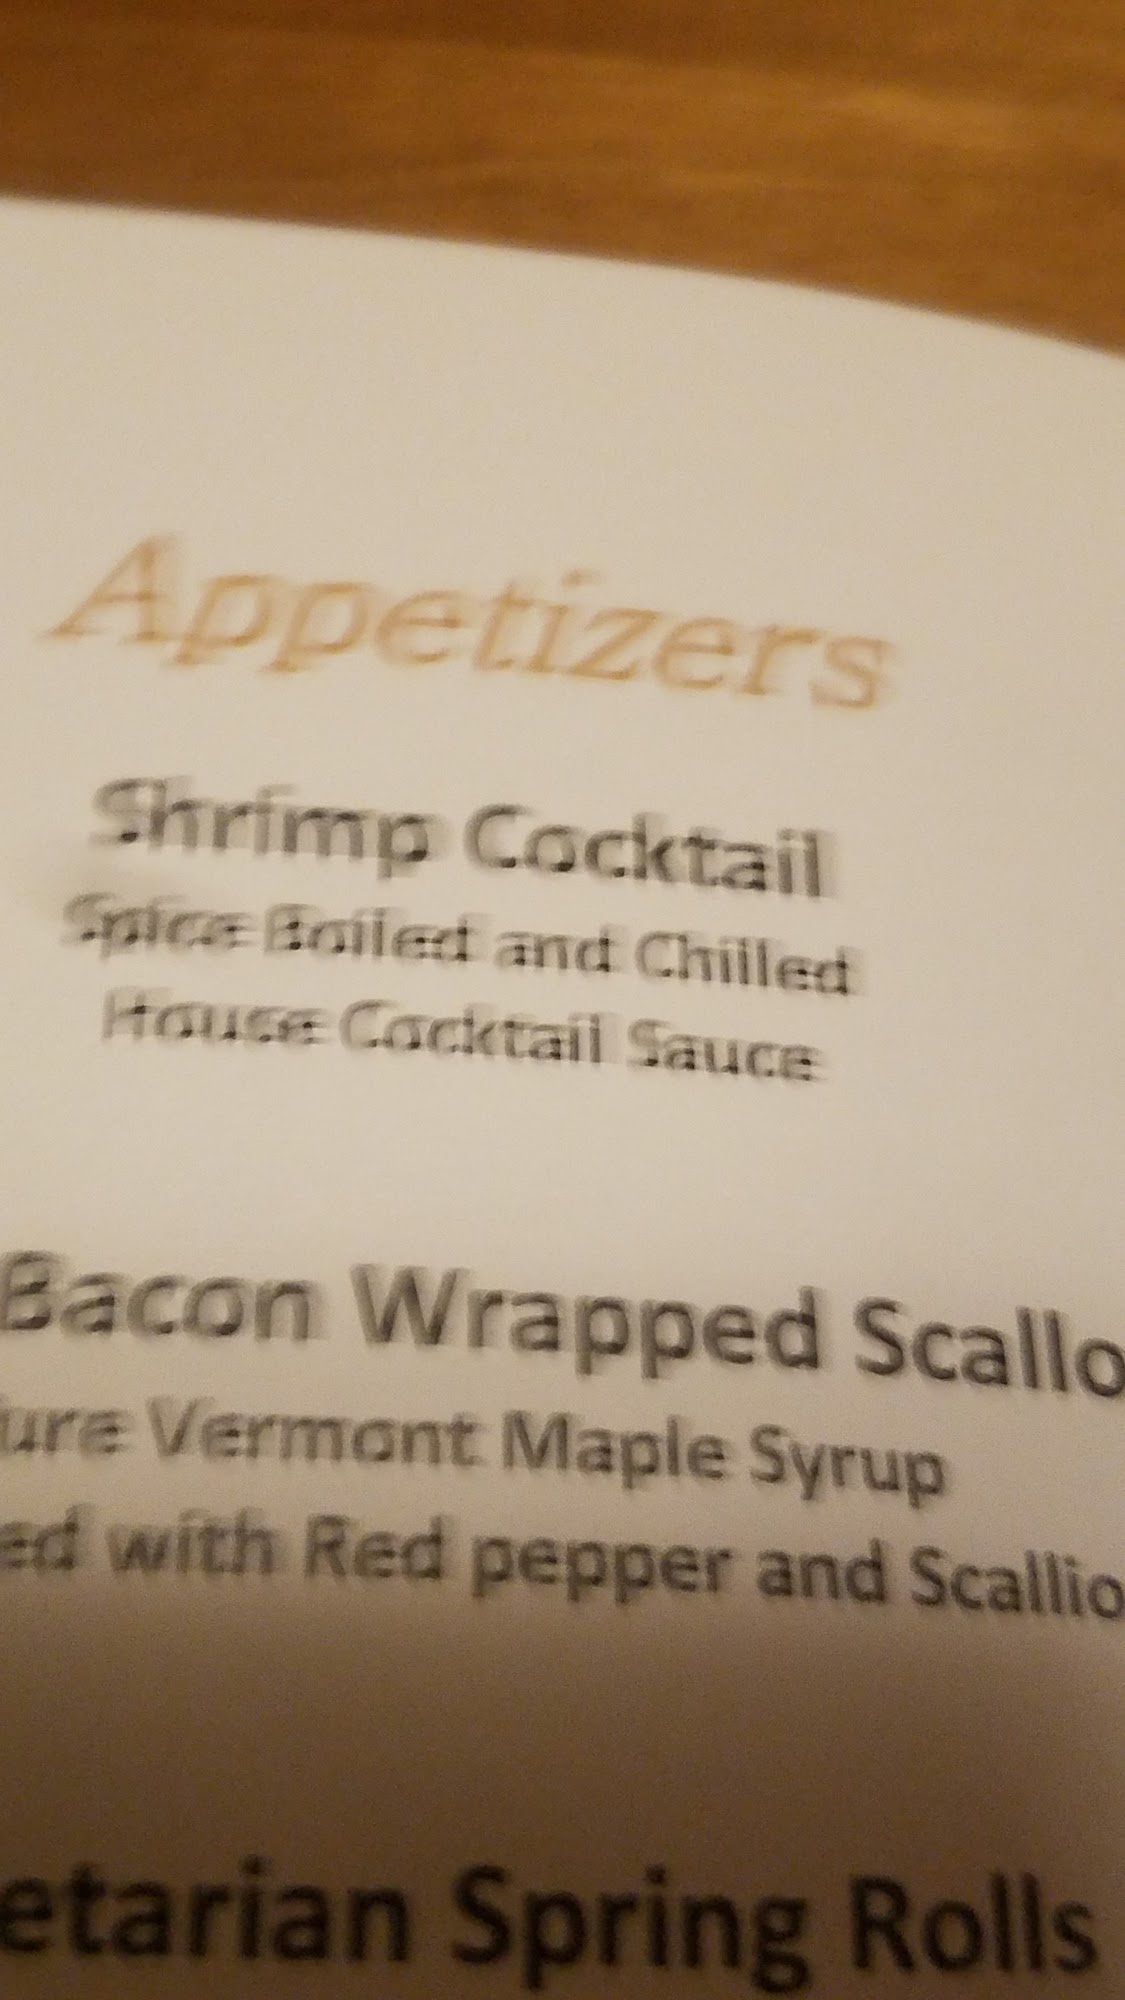 Appetizers
Shrimp Cocktail
Spice Boiled and Chilled
House Cocktail Sauce
Bacon Wrapped Scallo
ure Vermont Maple Syrup
ed with Red pepper and Scallio
etarian Spring Rolls